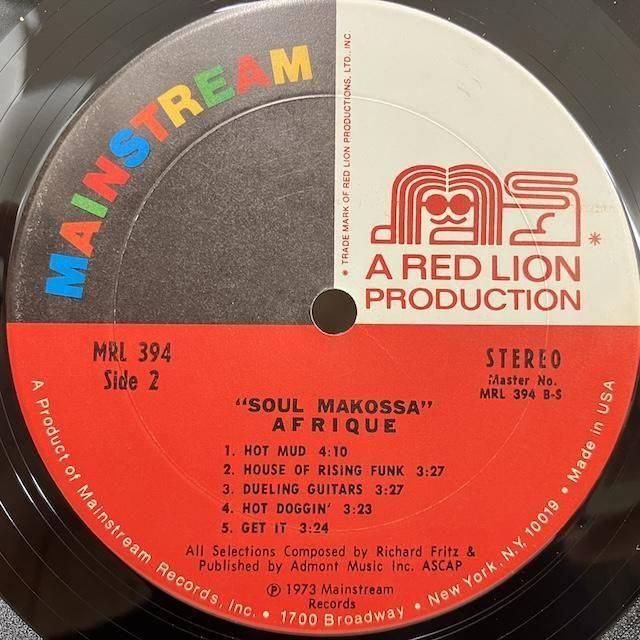 MAINSTREAM
• TRADE MARK OF RED LION PRODUCTIONS, LTD., INC.
*
A RED LION
PRODUCTION
MRL 394
Side 2
STEREO
Master No.
MRL 394 B-S
"SOUL MAKOSSA"
AFRIQUE
1. HOT MUD 4:10
2. HOUSE OF RISING FUNK 3:27
3. DUELING GUITARS 3:27
4. HOT DOGGIN' 3:23
5. GET IT 3:24
All Selections Composed by Richard Fritz &
Published by Admont Music Inc. ASCAP
Ⓟ 1973 Mainstream
Records
A Product of Mainstream Records, Inc. • 1700 Broadway • New York, N.Y. 10019 • Made in USA